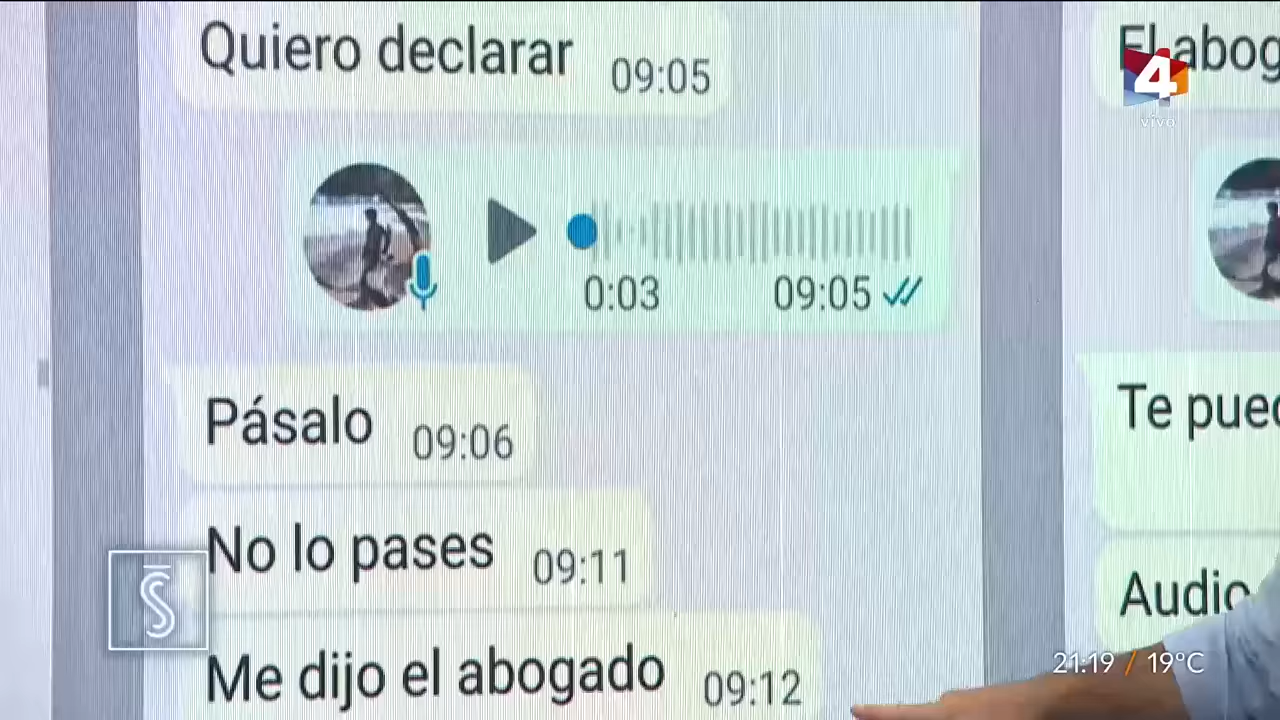 Quiero declarar 09:05
0:03 09:05
Pásalo 09:06
No lo pases 09:11
Me dijo el abogado 09:12
El abog
Te pued
Audio
4
vivo
S
21:19 / 19°C